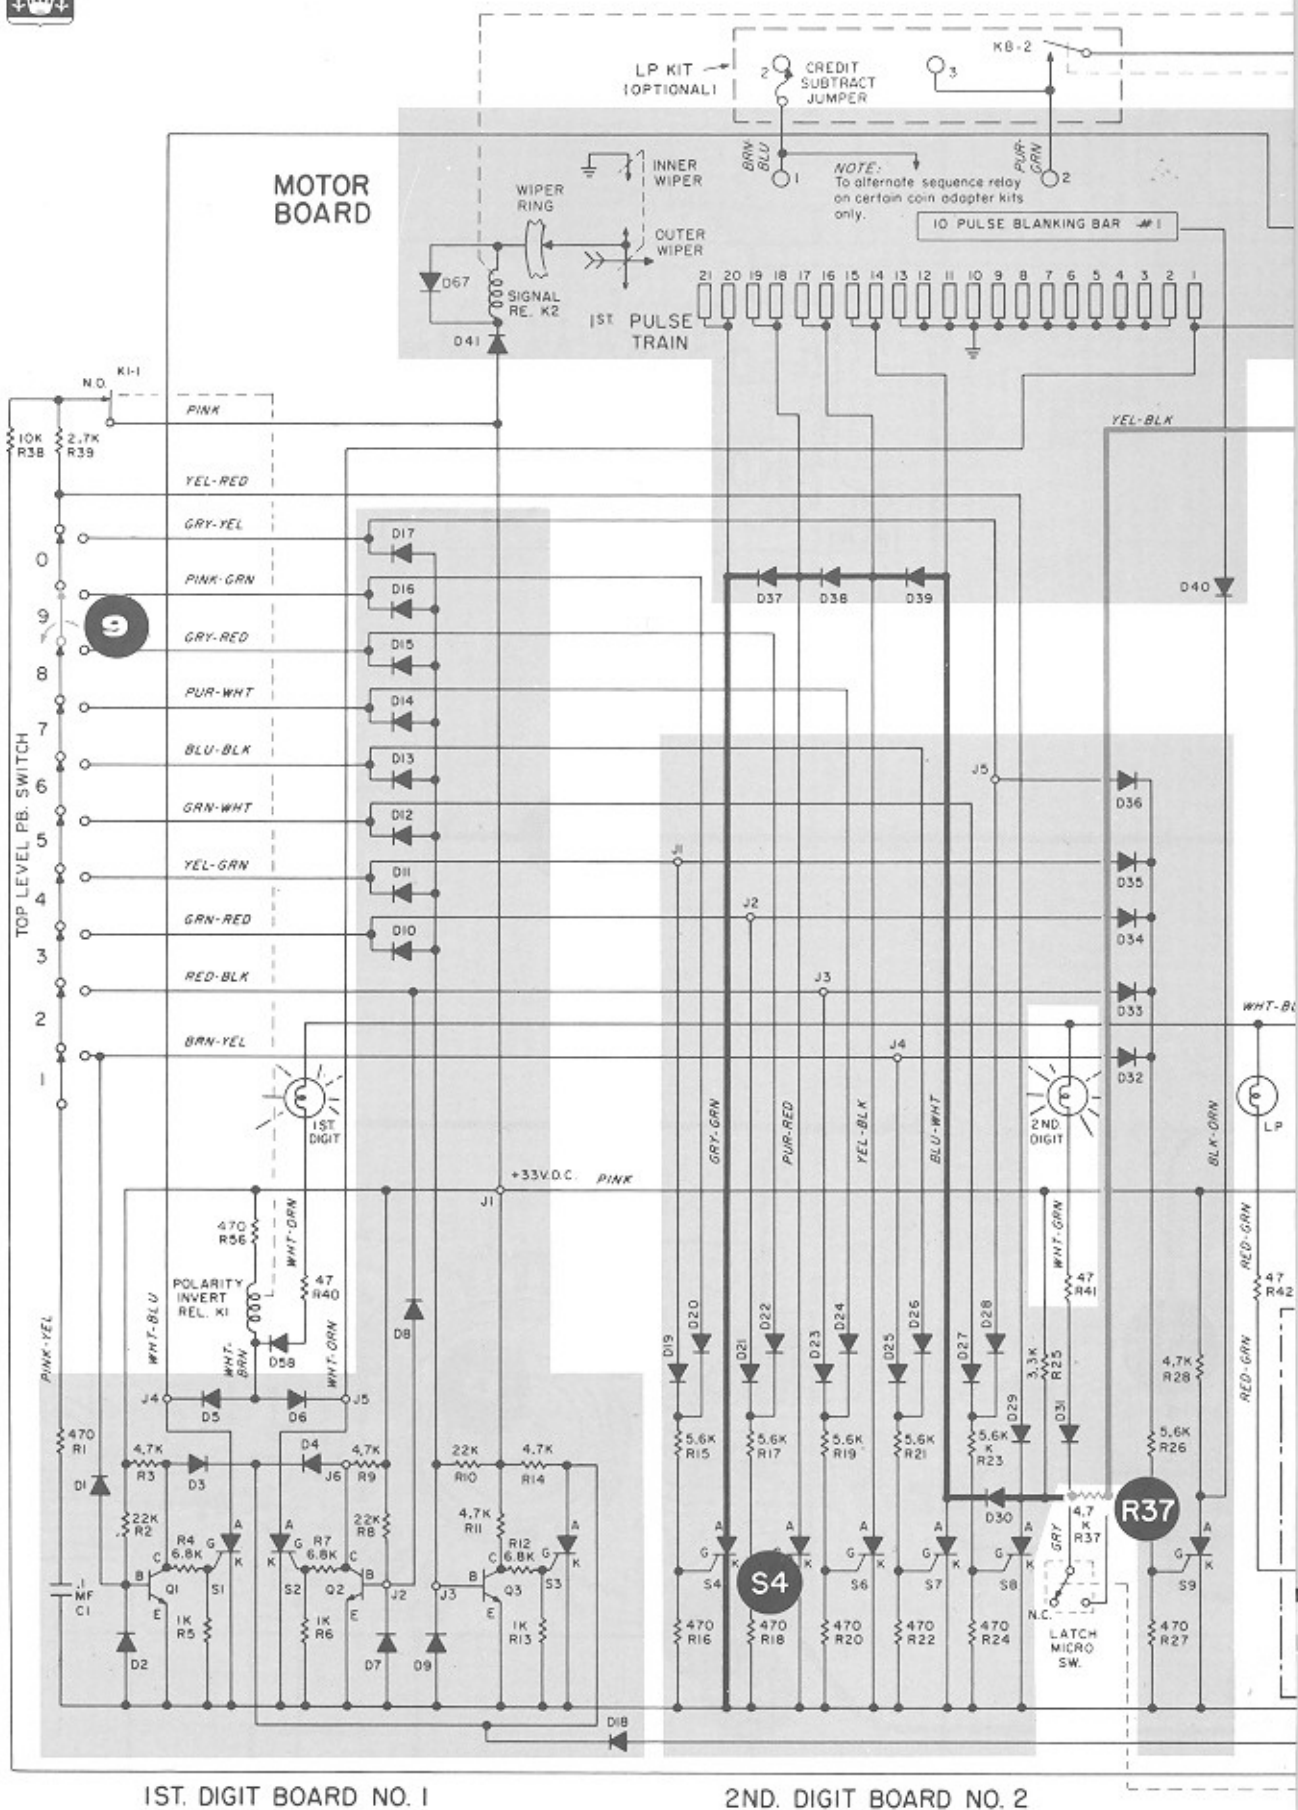 K8-2
LP KIT
(OPTIONAL)
2
CREDIT
SUBTRACT
JUMPER
3
BRN-
BLU
PUR-
GRN
MOTOR
BOARD
INNER
WIPER
WIPER
RING
OUTER
WIPER
1
NOTE:
To alternate sequence relay
on certain coin adapter kits
only.
2
10 PULSE BLANKING BAR #1
D67
SIGNAL
RE. K2
D41
1ST. PULSE
TRAIN
21 20 19 18 17 16 15 14 13 12 11 10 9 8 7 6 5 4 3 2 1
N.O.
K1-1
PINK
10K
R38
2.7K
R39
YEL-BLK
YEL-RED
GRY-YEL
D17
0
PINK-GRN
D16
D37 D38 D39
D40
9
9
GRY-RED
D15
8
PUR-WHT
D14
7
BLU-BLK
D13
6
J5
D36
GRN-WHT
D12
5
YEL-GRN
D11
J1
D35
4
GRN-RED
D10
J2
D34
3
TOP LEVEL PB. SWITCH
RED-BLK
J3
D33
WHT-BL
2
BRN-YEL
J4
D32
1
1ST.
DIGIT
2ND.
DIGIT
LP
GRY-GRN
PUR-RED
YEL-BLK
BLU-WHT
BLK-ORN
+33V.D.C. PINK
J1
470
R56
WHT-ORN
WHT-GRN
RED-GRN
POLARITY
INVERT
REL. K1
47
R40
47
R41
47
R42
PINK-YEL
WHT-BLU
WHT-
BRN
D58
WHT-ORN
D8
D19 D20 D21 D22 D23 D24 D25 D26 D27 D28
3.3K
R25
4.7K
R28
RED-GRN
J4
D5
D6
J5
D29
D31
470
R1
4.7K
R3
D3
D4
J6
4.7K
R9
22K
R10
4.7K
R14
5.6K
R15
5.6K
R17
5.6K
R19
5.6K
R21
5.6K
K
R23
5.6K
R26
D1
22K
R2
R4
6.8K
A
G
K
A
G
K
R7
6.8K
22K
R8
4.7K
R11
R12
6.8K
A
G
K
D30
4.7
K
R37
R37
GRY
.1
MF
C1
B
C
E
Q1
S1
S2
Q2
B
C
E
J2
J3
B
C
E
Q3
S3
A
G
K
S4
S4
A
K
A
G
K
S6
A
G
K
S7
A
G
K
S8
A
G
K
S9
1K
R5
1K
R6
1K
R13
D2
D7
D9
470
R16
470
R18
470
R20
470
R22
470
R24
N.C.
LATCH
MICRO
SW.
470
R27
D18
1ST. DIGIT BOARD NO. 1
2ND. DIGIT BOARD NO. 2